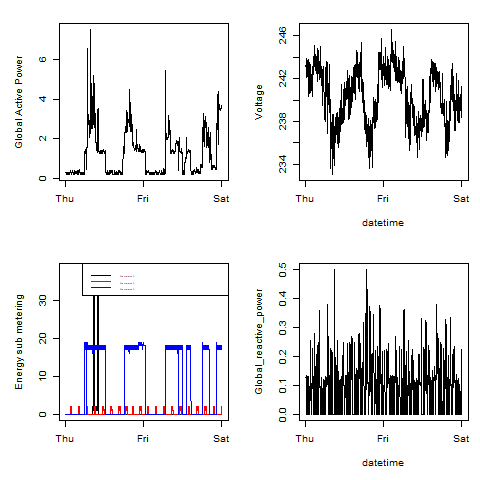 Global Active Power
6
4
2
0
Thu Fri Sat
Voltage
246
242
238
234
Thu Fri Sat
datetime
Energy sub metering
40
20
0
Thu Fri Sat
Global_reactive_power
0.5
0.4
0.3
0.2
0.1
0.0
Thu Fri Sat
datetime